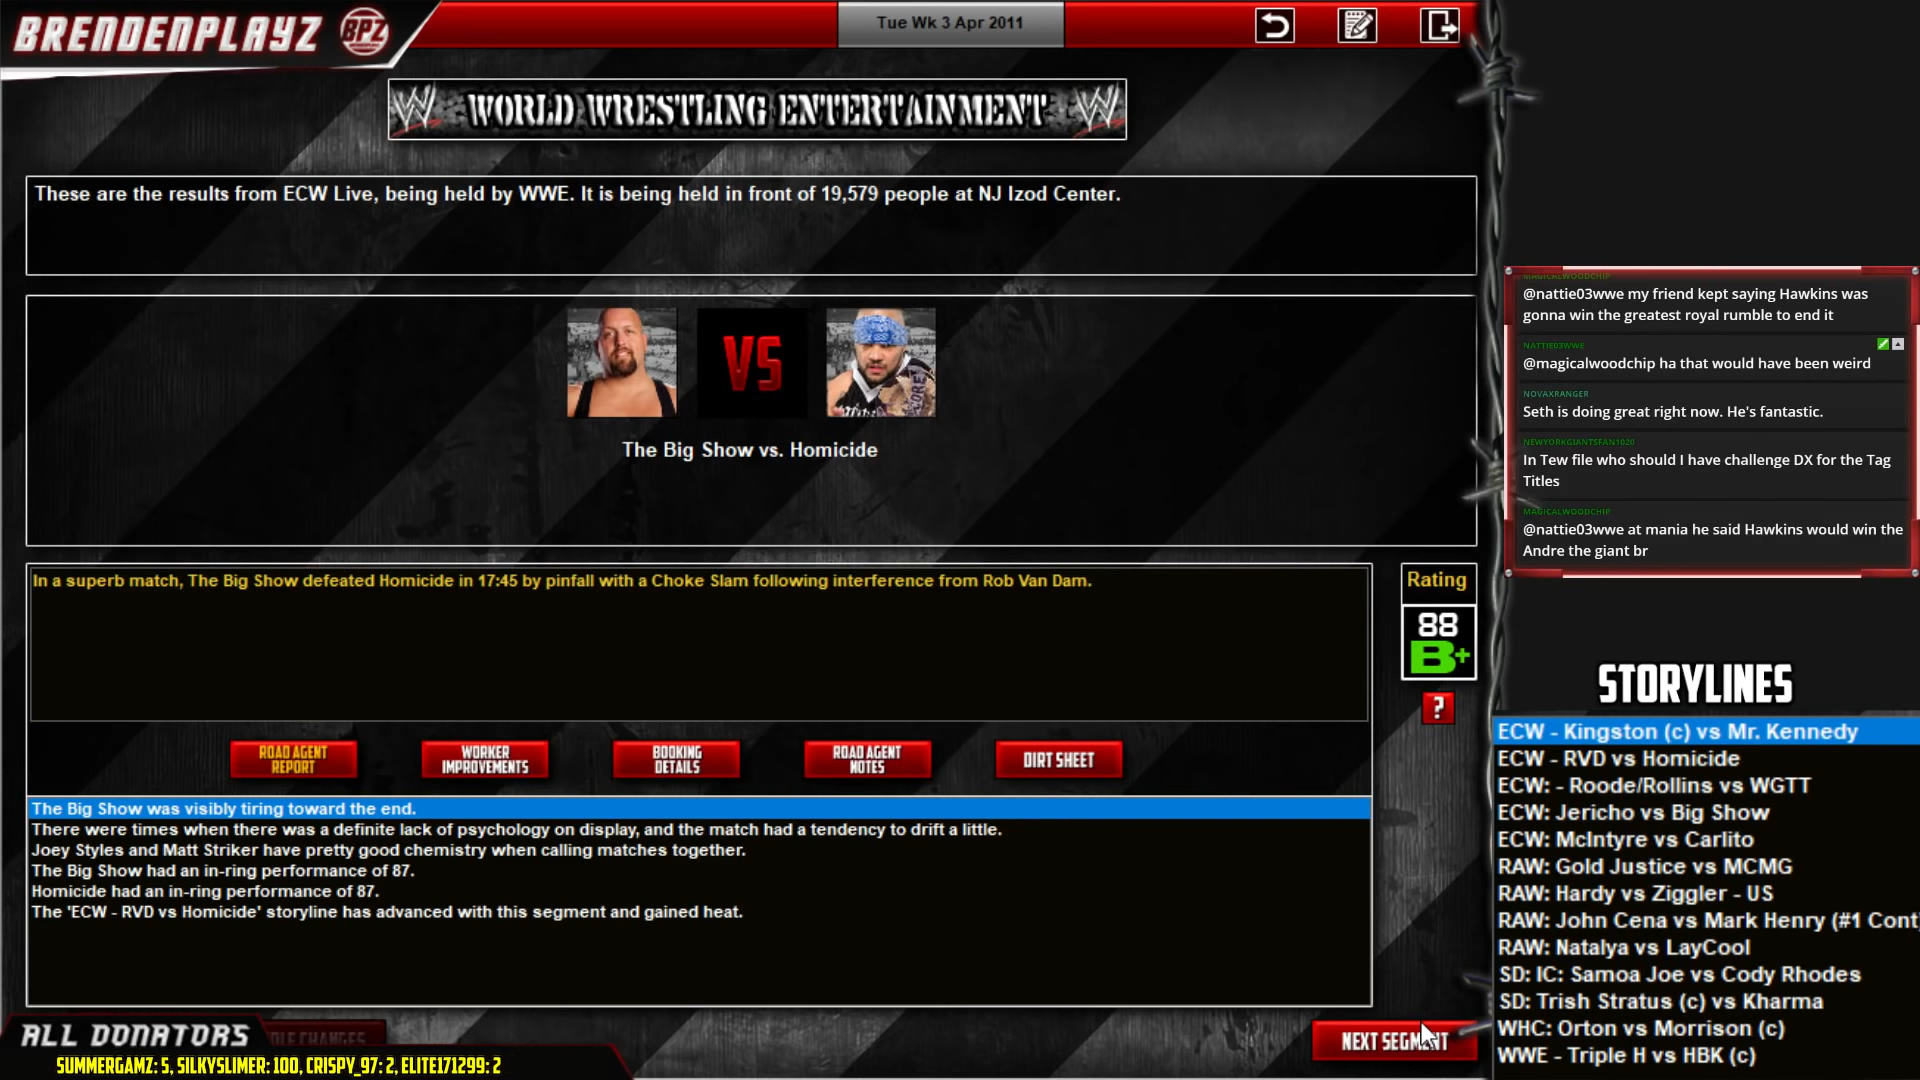 BRENDENPLAYZ
BPZ
Tue Wk 3 Apr 2011
WORLD WRESTLING ENTERTAINMENT
These are the results from ECW Live, being held by WWE. It is being held in front of 19,579 people at NJ Izod Center.
VS
The Big Show vs. Homicide
In a superb match, The Big Show defeated Homicide in 17:45 by pinfall with a Choke Slam following interference from Rob Van Dam.
Rating
88
B+
?
ROAD AGENT
REPORT
WORKER
IMPROVEMENTS
BOOKING
DETAILS
ROAD AGENT
NOTES
DIRT SHEET
The Big Show was visibly tiring toward the end.
There were times when there was a definite lack of psychology on display, and the match had a tendency to drift a little.
Joey Styles and Matt Striker have pretty good chemistry when calling matches together.
The Big Show had an in-ring performance of 87.
Homicide had an in-ring performance of 87.
The 'ECW - RVD vs Homicide' storyline has advanced with this segment and gained heat.
ALL DONATORS
SUMMERGAMZ: 5, SILKYSLIMER: 100, CRISPY_97: 2, ELITE171299: 2
NEXT SEGMENT
MAGICALWOODCHIP
@nattie03wwe my friend kept saying Hawkins was
gonna win the greatest royal rumble to end it
NATTIE03WWE
@magicalwoodchip ha that would have been weird
NOVAXRANGER
Seth is doing great right now. He's fantastic.
NEWYORKGIANTSFAN1020
In Tew file who should I have challenge DX for the Tag
Titles
MAGICALWOODCHIP
@nattie03wwe at mania he said Hawkins would win the
Andre the giant br
STORYLINES
ECW - Kingston (c) vs Mr. Kennedy
ECW - RVD vs Homicide
ECW: - Roode/Rollins vs WGTT
ECW: Jericho vs Big Show
ECW: McIntyre vs Carlito
RAW: Gold Justice vs MCMG
RAW: Hardy vs Ziggler - US
RAW: John Cena vs Mark Henry (#1 Cont
RAW: Natalya vs LayCool
SD: IC: Samoa Joe vs Cody Rhodes
SD: Trish Stratus (c) vs Kharma
WHC: Orton vs Morrison (c)
WWE - Triple H vs HBK (c)